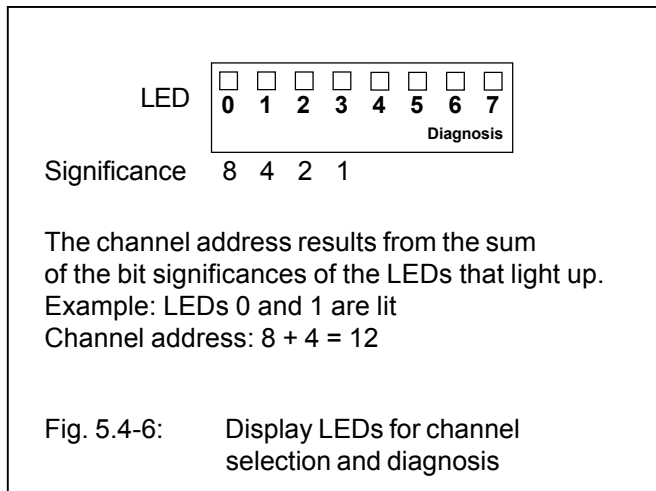 LED
0 1 2 3 4 5 6 7
Diagnosis
Significance 8 4 2 1
The channel address results from the sum
of the bit significances of the LEDs that light up.
Example: LEDs 0 and 1 are lit
Channel address: 8 + 4 = 12
Fig. 5.4-6: Display LEDs for channel
selection and diagnosis